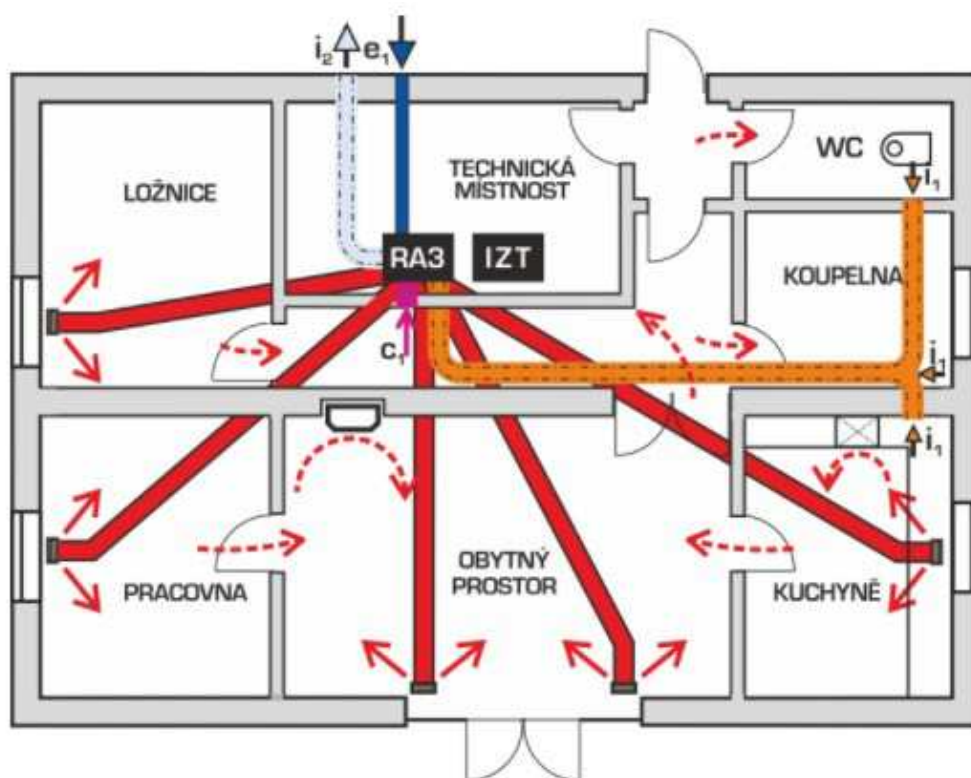 i₂ e₁
LOŽNICE
TECHNICKÁ
MÍSTNOST
WC
i₁
RA3
IZT
KOUPELNA
c₁
i₁
i₁
PRACOVNA
OBYTNÝ
PROSTOR
KUCHYNĚ